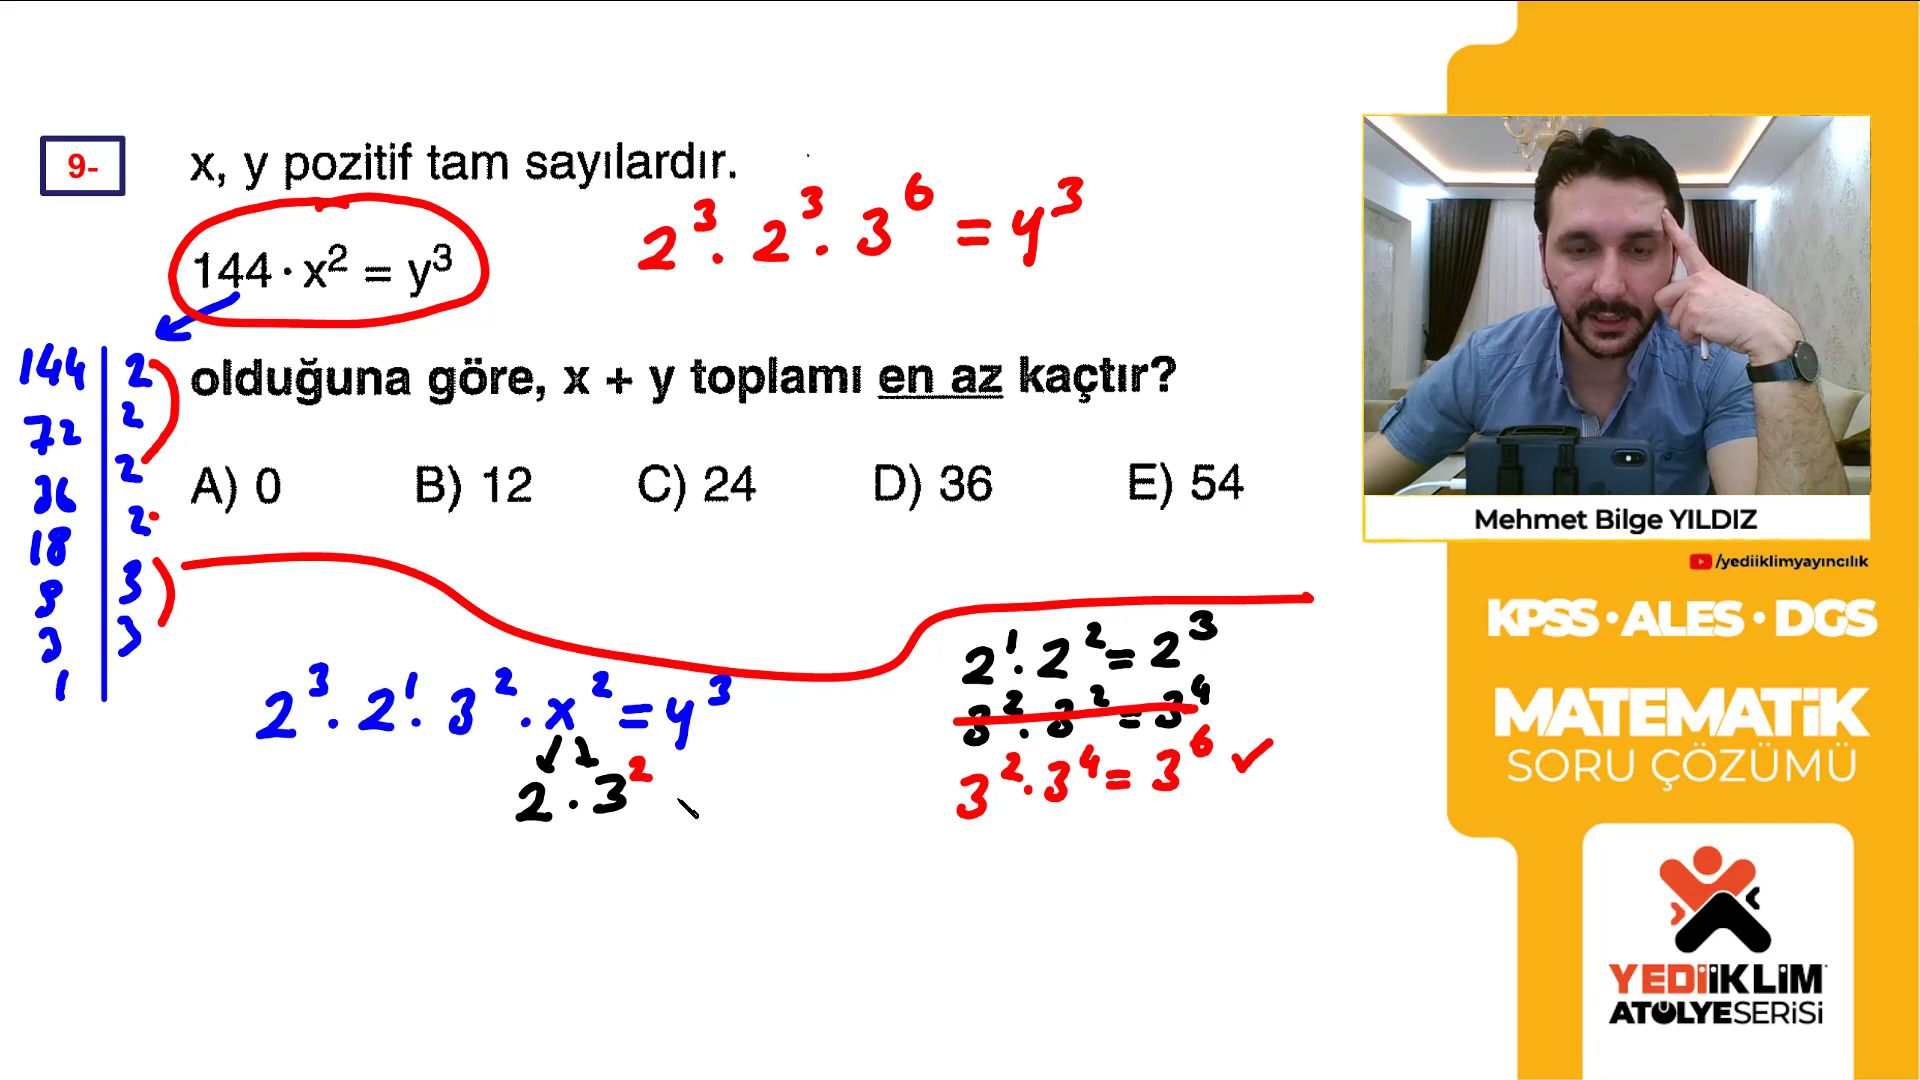 9-
x, y pozitif tam sayılardır.
144 · x² = y³
2³ . 2³ . 3⁶ = y³
olduğuna göre, x + y toplamı en az kaçtır?
A) 0 B) 12 C) 24 D) 36 E) 54
144 2
72 2
36 2
18 2
9 3
3 3
1
2³ . 2¹ . 3² . x² = y³
2 . 3²
2¹ . 2² = 2³
3² . 3² = 3⁴
3² . 3⁴ = 3⁶ ✓
Mehmet Bilge YILDIZ
/yediiklimyayıncılık
KPSS • ALES • DGS
MATEMATİK
SORU ÇÖZÜMÜ
YEDİİKLİM
ATÖLYESERİSİ